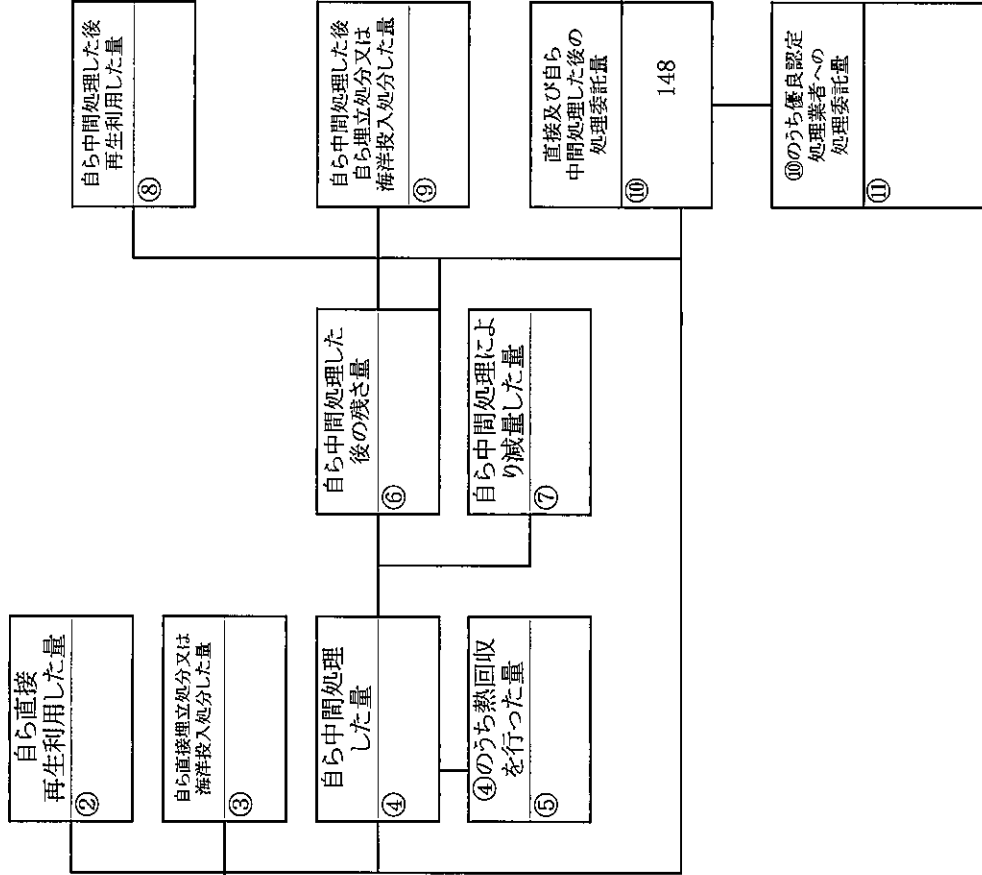 自ら直接
再生利用した量
②
自ら直接埋立処分又は
海洋投入処分した量
③
自ら中間処理
した量
④
④のうち熱回収
を行った量
⑤
自ら中間処理した
後の残さ量
⑥
自ら中間処理によ
り減量した量
⑦
自ら中間処理した後
再生利用した量
⑧
自ら中間処理した後
自ら埋立処分又は
海洋投入処分した量
⑨
直接及び自ら
中間処理した後の
処理委託量
⑩
148
⑩のうち優良認定
処理業者への
処理委託量
⑪